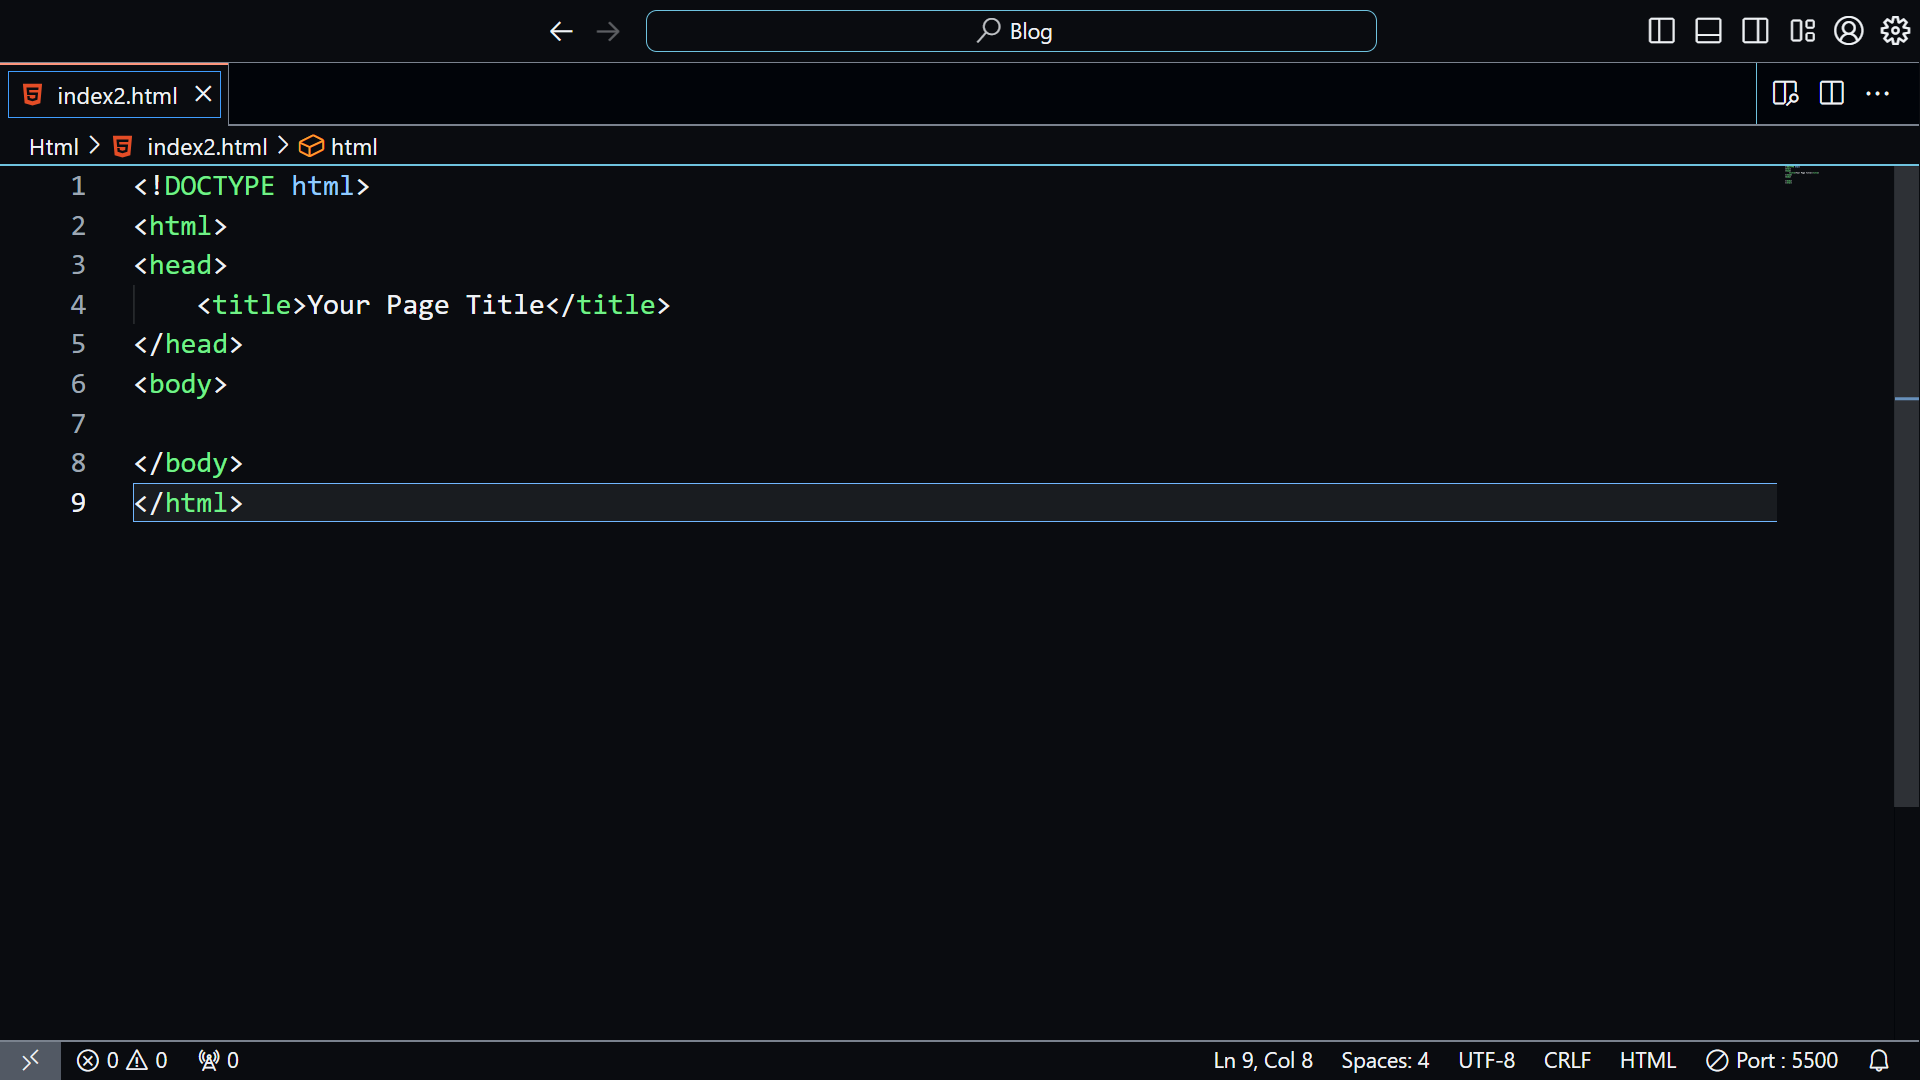 Blog
index2.html
Html > index2.html > html
1 <!DOCTYPE html>
2 <html>
3 <head>
4     <title>Your Page Title</title>
5 </head>
6 <body>
7
8 </body>
9 </html>
0 0 0 Ln 9, Col 8 Spaces: 4 UTF-8 CRLF HTML Port : 5500